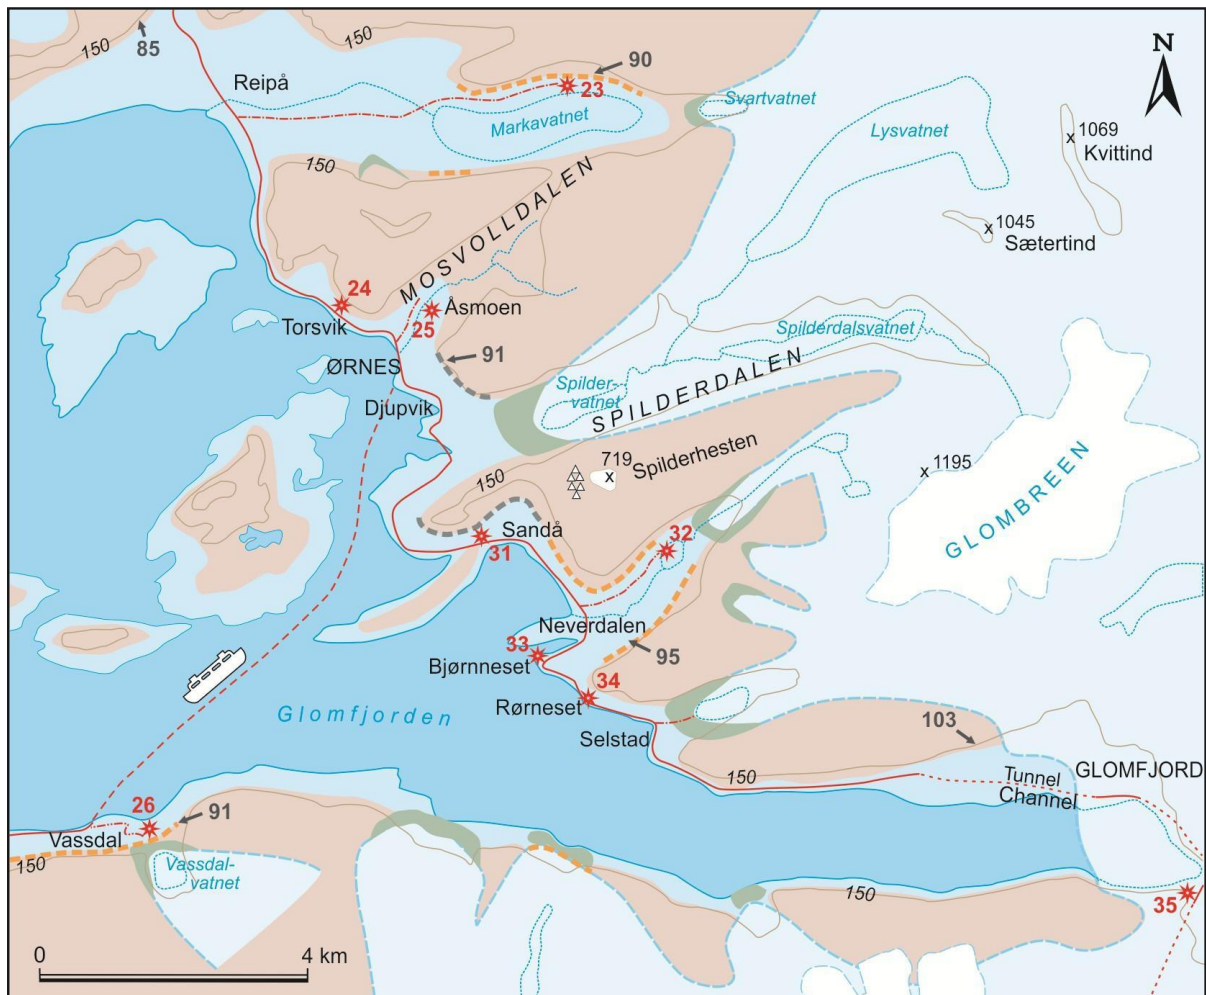 150
85
150
90
Reipå
23
Svartvatnet
Markavatnet
Lysvatnet
N
1069
Kvittind
150
MOSVOLLDALEN
1045
Sætertind
24
Torsvik
25
Åsmoen
ØRNES
91
Djupvik
Spilder-
vatnet
Spilderdalsvatnet
SPILDERDALEN
150
719
Spilderhesten
1195
GLOMBREEN
Sandå
31
32
Neverdalen
33
Bjørnneset
95
34
Rørneset
Selstad
Glomfjorden
103
150
Tunnel
Channel
GLOMFJORD
26
91
Vassdal
150
Vassdal-
vatnet
150
35
0
4 km